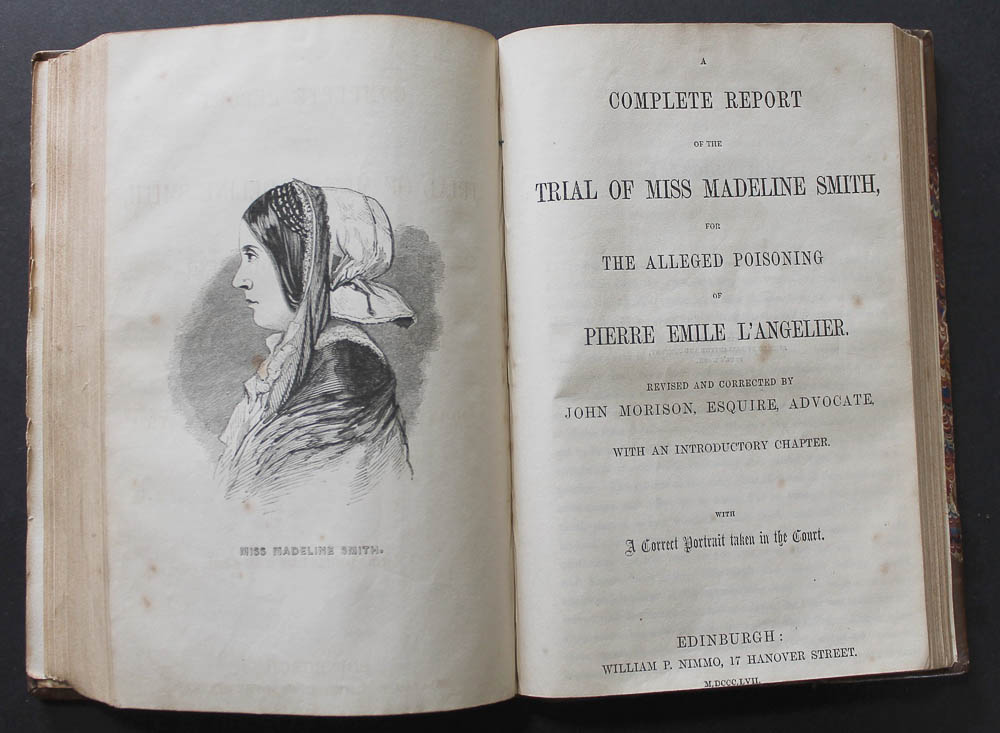 MISS MADELINE SMITH.
A
COMPLETE REPORT
OF THE
TRIAL OF MISS MADELINE SMITH,
FOR
THE ALLEGED POISONING
OF
PIERRE EMILE L'ANGELIER.
REVISED AND CORRECTED BY
JOHN MORISON, ESQUIRE, ADVOCATE,
WITH AN INTRODUCTORY CHAPTER.
WITH
A Correct Portrait taken in the Court.
EDINBURGH:
WILLIAM P. NIMMO, 17 HANOVER STREET.
M,DCCC,LVII.